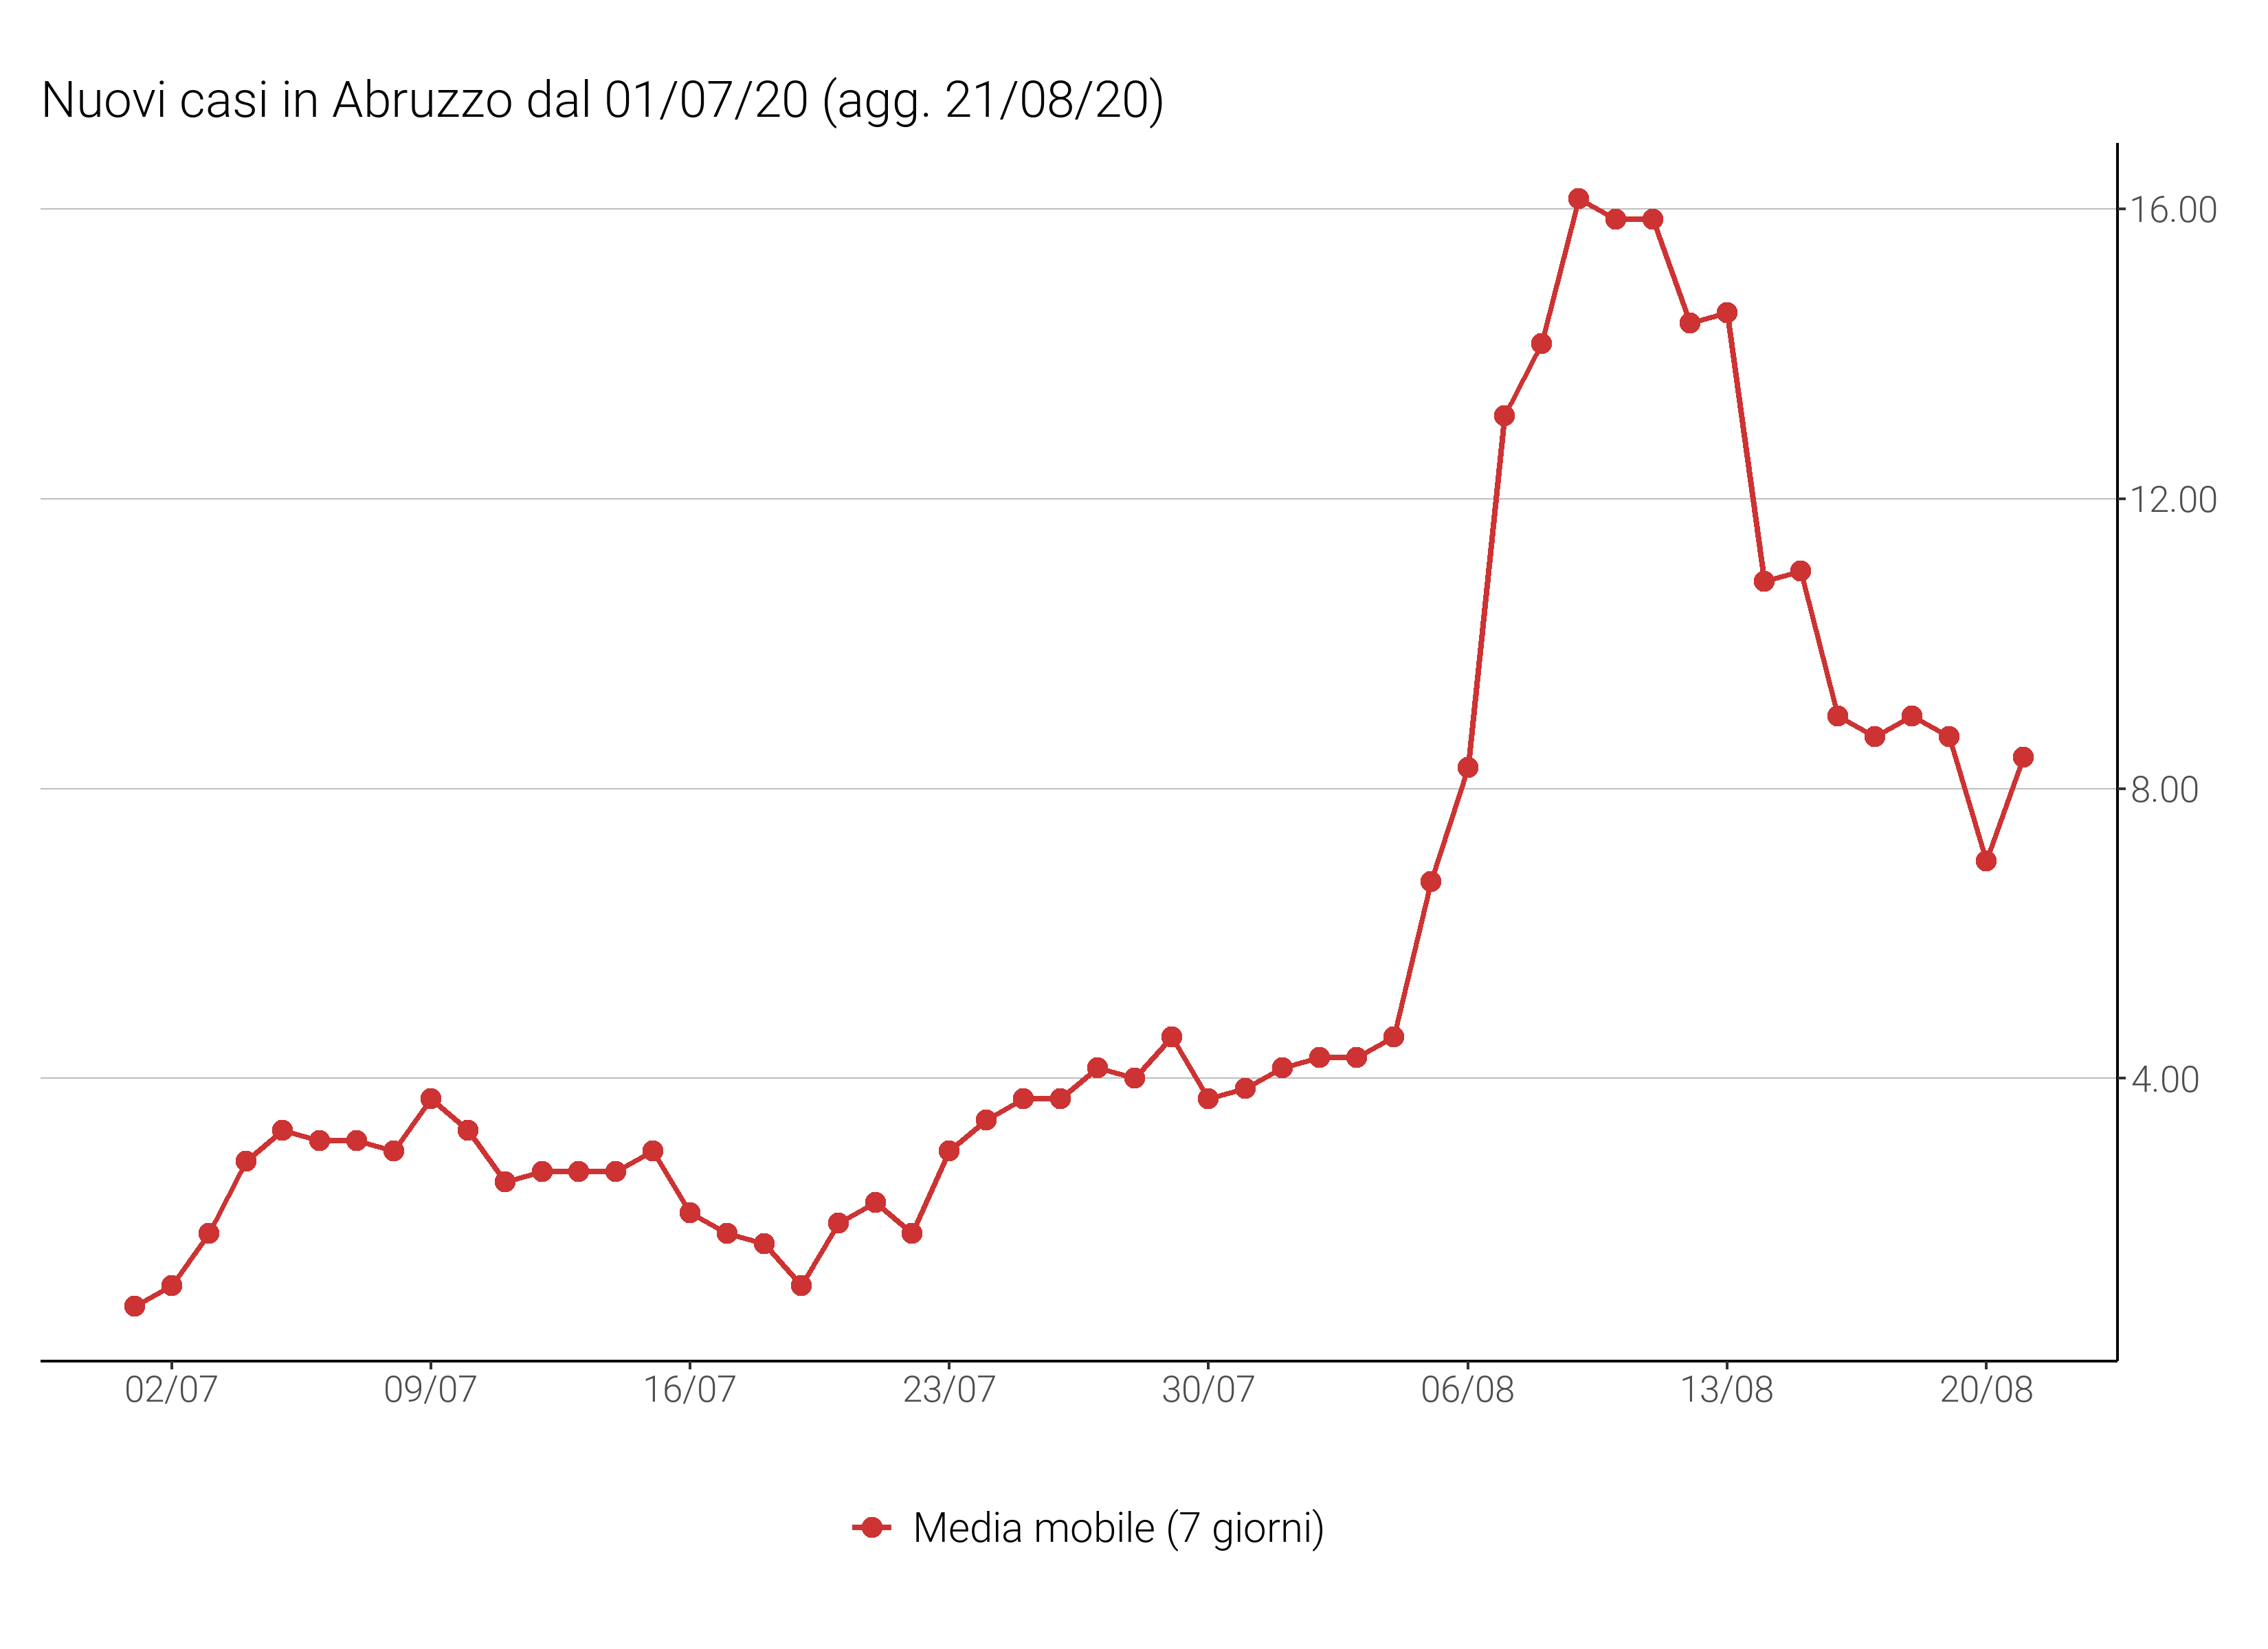 Nuovi casi in Abruzzo dal 01/07/20 (agg. 21/08/20)
16.00
12.00
8.00
4.00
02/07 09/07 16/07 23/07 30/07 06/08 13/08 20/08
Media mobile (7 giorni)